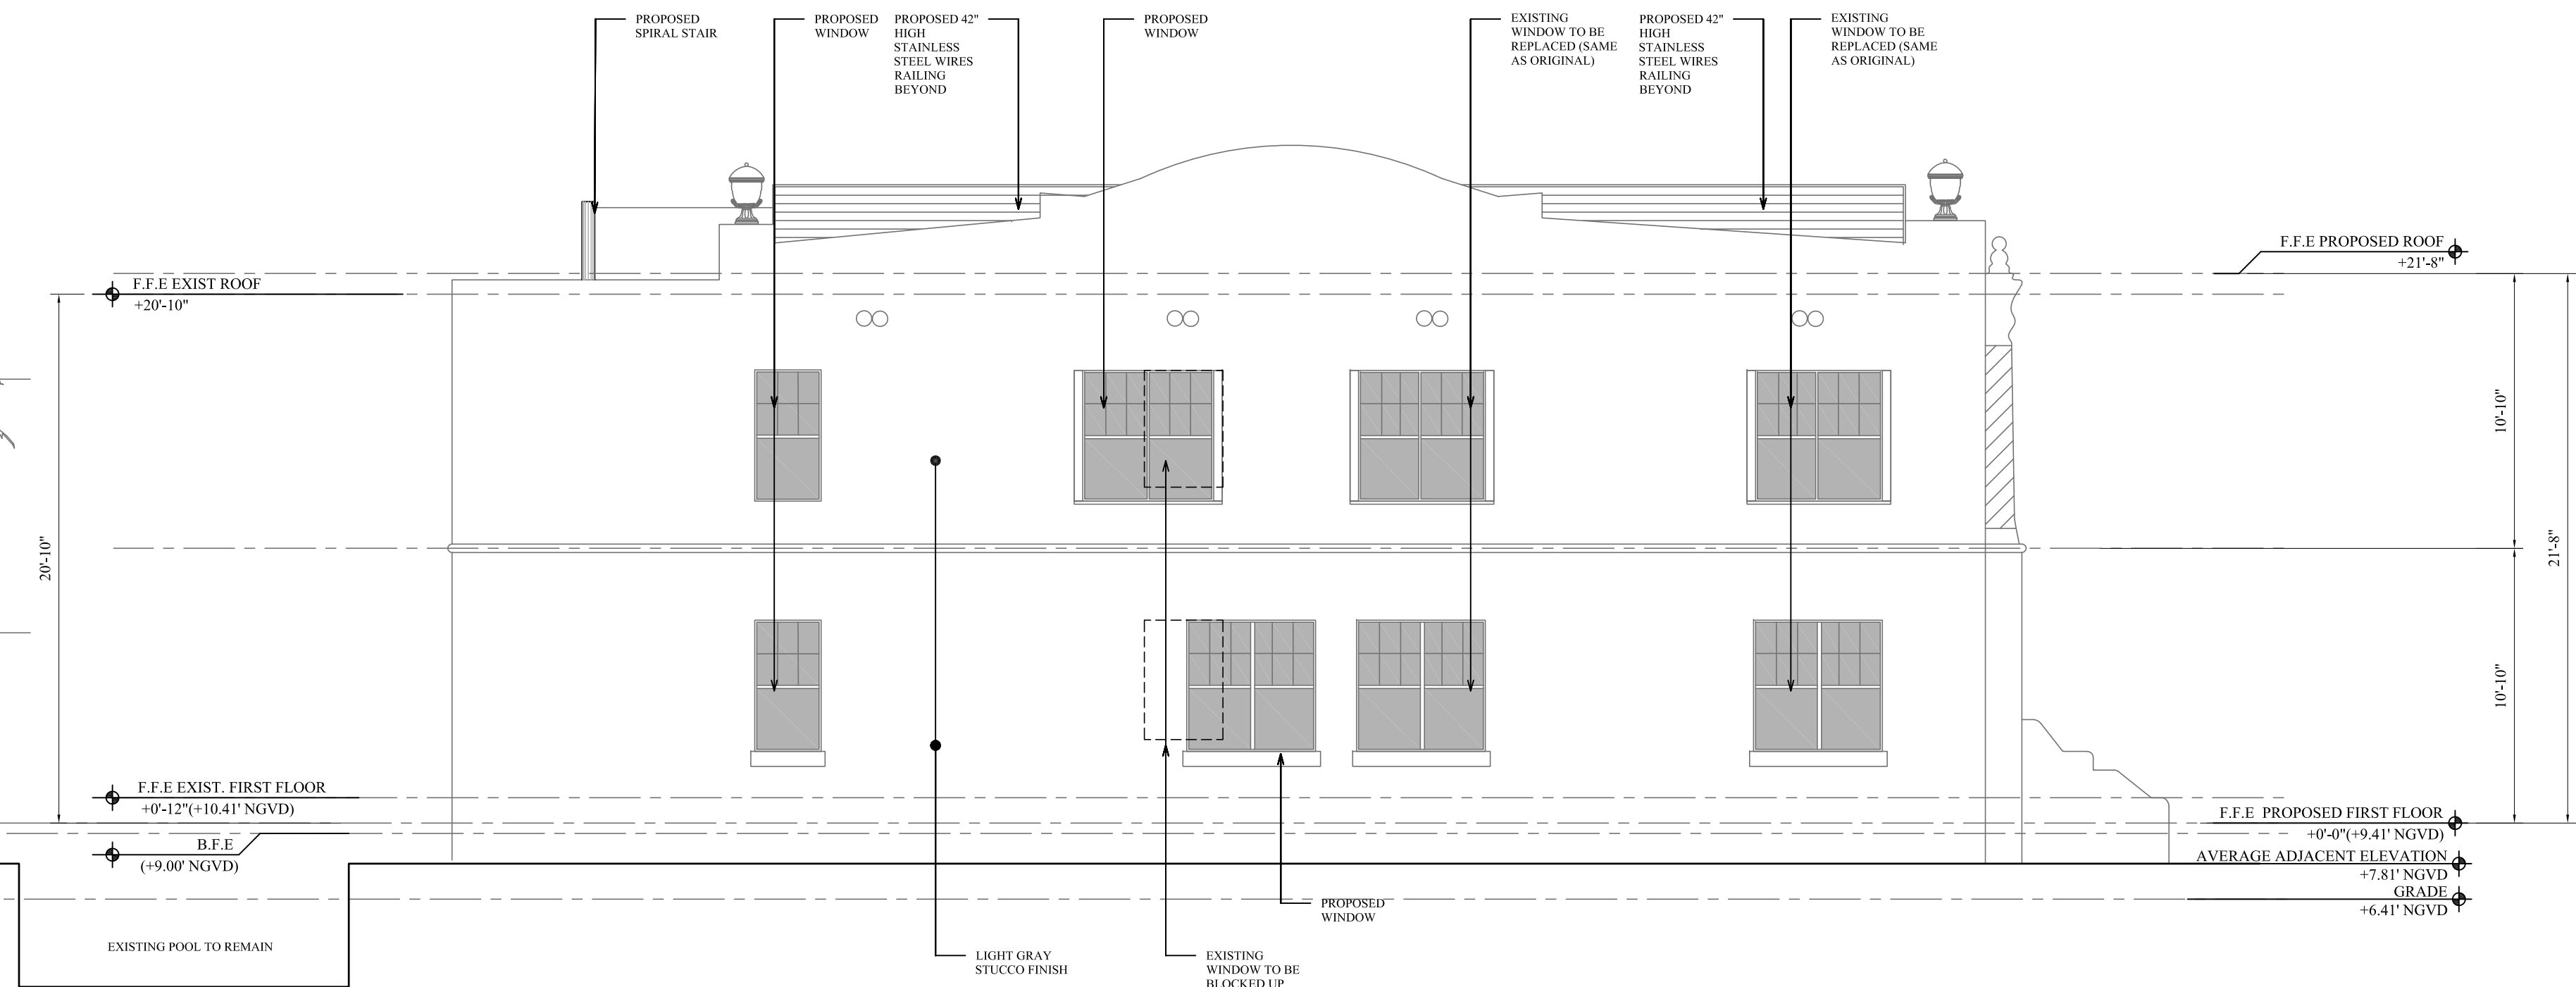 PROPOSED
SPIRAL STAIR
PROPOSED
WINDOW
PROPOSED 42"
HIGH
STAINLESS
STEEL WIRES
RAILING
BEYOND
PROPOSED
WINDOW
EXISTING
WINDOW TO BE
REPLACED (SAME
AS ORIGINAL)
PROPOSED 42"
HIGH
STAINLESS
STEEL WIRES
RAILING
BEYOND
EXISTING
WINDOW TO BE
REPLACED (SAME
AS ORIGINAL)
F.F.E EXIST ROOF
+20'-10"
F.F.E PROPOSED ROOF
+21'-8"
20'-10"
10'-10"
10'-10"
21'-8"
F.F.E EXIST. FIRST FLOOR
+0'-12"(+10.41' NGVD)
B.F.E
(+9.00' NGVD)
F.F.E PROPOSED FIRST FLOOR
+0'-0"(+9.41' NGVD)
AVERAGE ADJACENT ELEVATION
+7.81' NGVD
GRADE
+6.41' NGVD
EXISTING POOL TO REMAIN
LIGHT GRAY
STUCCO FINISH
EXISTING
WINDOW TO BE
BLOCKED UP
PROPOSED
WINDOW